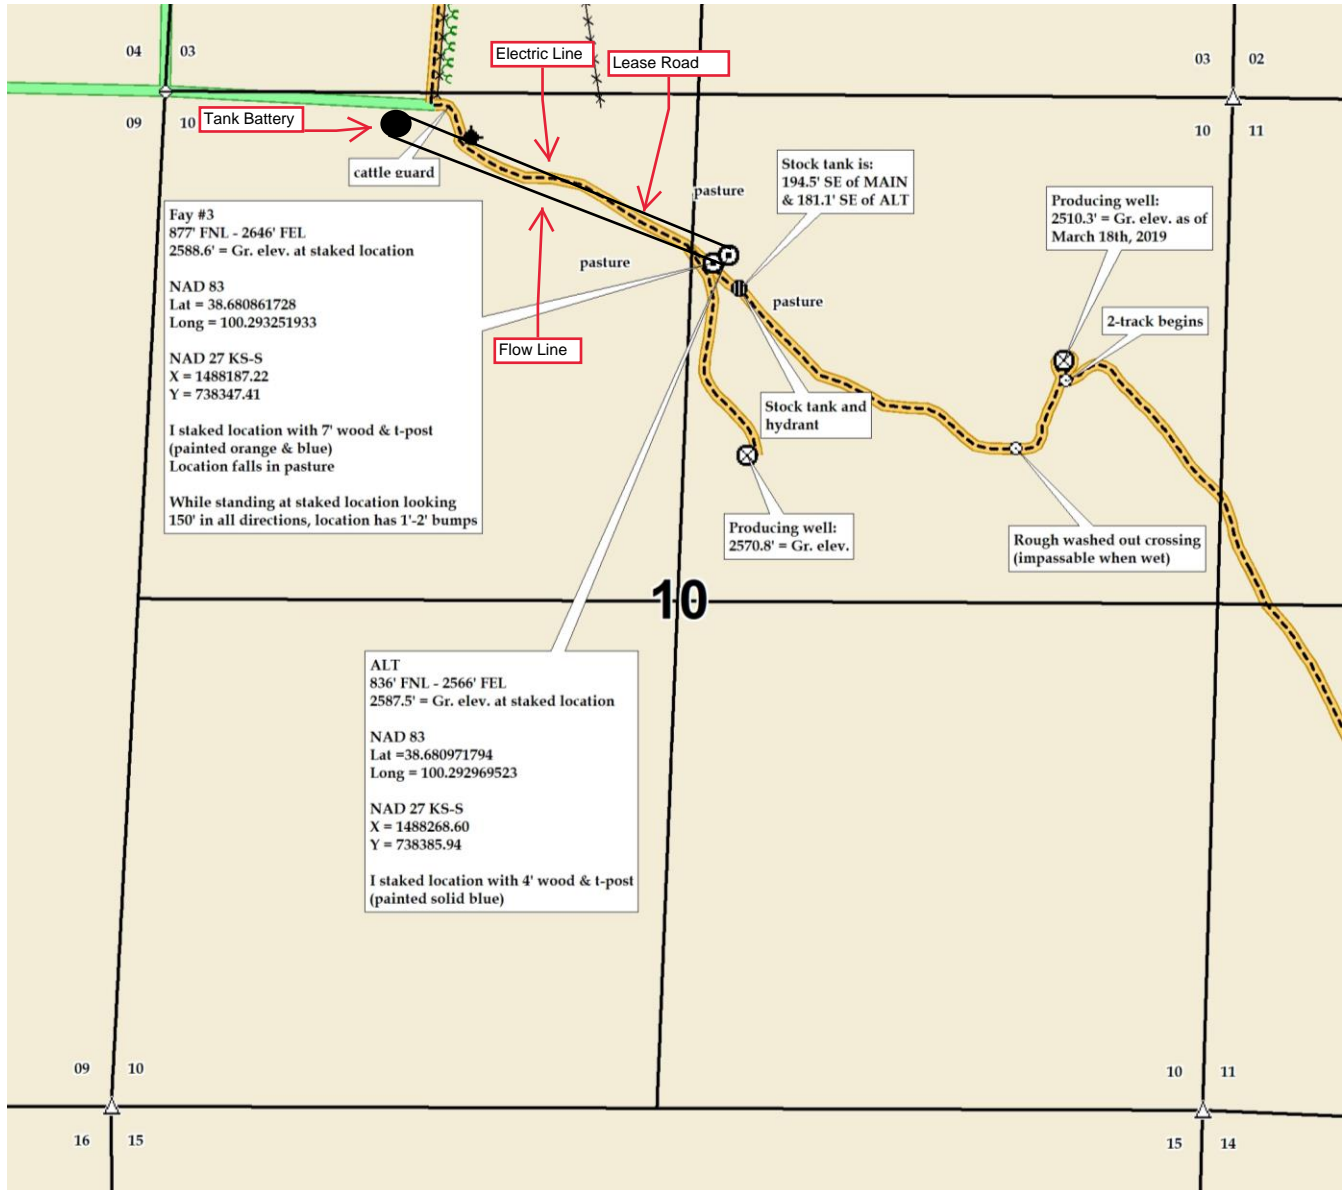 04 03
03 02
09 10
10 11
Electric Line
Lease Road
Tank Battery
cattle guard
pasture
Stock tank is:
194.5' SE of MAIN
& 181.1' SE of ALT
Producing well:
2510.3' = Gr. elev. as of
March 18th, 2019
2-track begins
Fay #3
877' FNL - 2646' FEL
2588.6' = Gr. elev. at staked location
NAD 83
Lat = 38.680861728
Long = 100.293251933
NAD 27 KS-S
X = 1488187.22
Y = 738347.41
I staked location with 7' wood & t-post
(painted orange & blue)
Location falls in pasture
While standing at staked location looking
150' in all directions, location has 1'-2' bumps
pasture
pasture
Flow Line
Stock tank and
hydrant
Producing well:
2570.8' = Gr. elev.
Rough washed out crossing
(impassable when wet)
10
ALT
836' FNL - 2566' FEL
2587.5' = Gr. elev. at staked location
NAD 83
Lat =38.680971794
Long = 100.292969523
NAD 27 KS-S
X = 1488268.60
Y = 738385.94
I staked location with 4' wood & t-post
(painted solid blue)
09 10
10 11
16 15
15 14